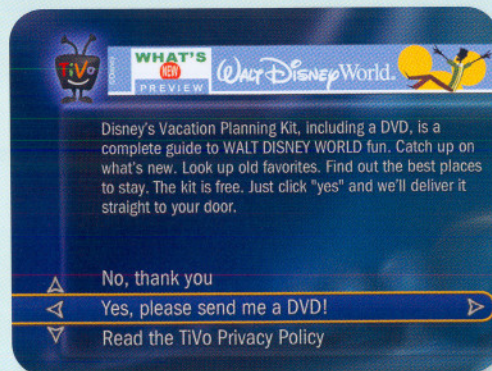 TiVo
©Disney
WHAT'S
NEW
PREVIEW
WALT DISNEY World.
Disney's Vacation Planning Kit, including a DVD, is a
complete guide to WALT DISNEY WORLD fun. Catch up on
what's new. Look up old favorites. Find out the best places
to stay. The kit is free. Just click "yes" and we'll deliver it
straight to your door.
No, thank you
Yes, please send me a DVD!
Read the TiVo Privacy Policy